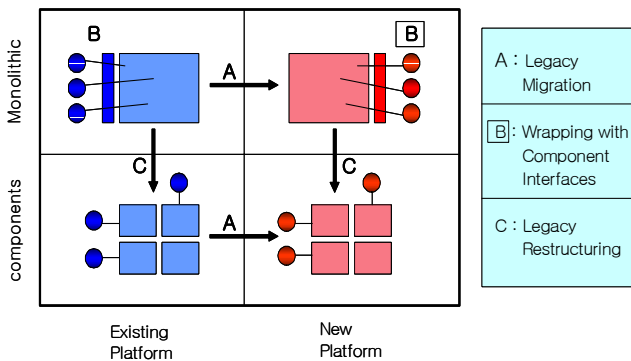 Monolithic
components
B
A
B
C
C
A
Existing
Platform
New
Platform
A : Legacy
Migration
B : Wrapping with
Component
Interfaces
C : Legacy
Restructuring